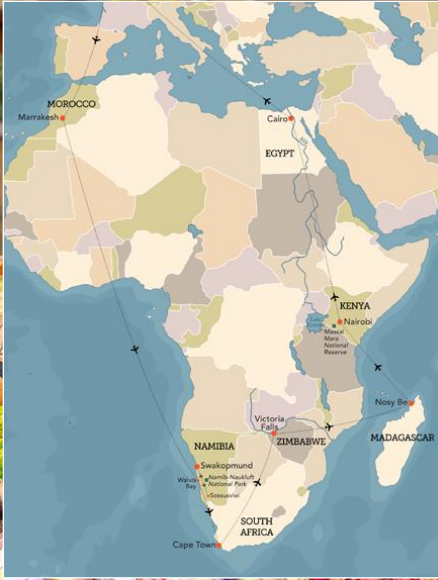 MOROCCO
Marrakesh
Cairo
EGYPT
KENYA
Nairobi
Maasai
Mara
National
Reserve
Nosy Be
Victoria
Falls
ZIMBABWE
MADAGASCAR
NAMIBIA
Swakopmund
Walvis
Bay
Namib-Naukluft
National Park
Sossusvlei
SOUTH
AFRICA
Cape Town